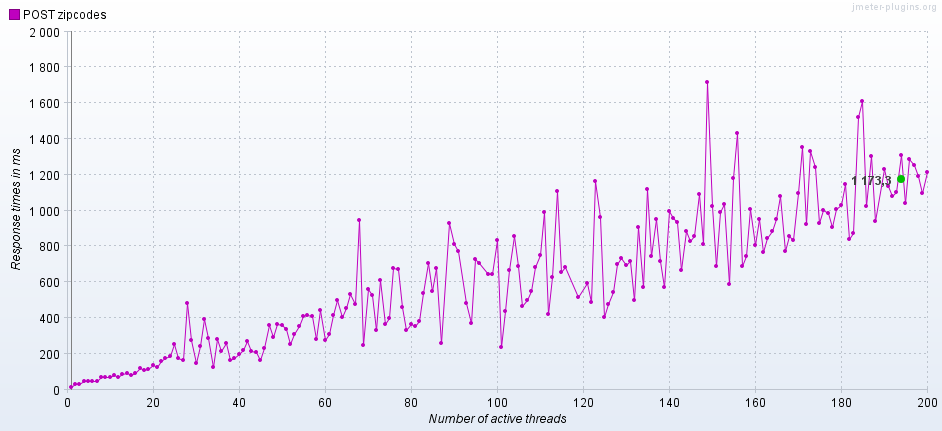 POST zipcodes
jmeter-plugins.org
2 000
1 800
1 600
1 400
1 200
1 000
800
600
400
200
0
Response times in ms
1 173,3
0 20 40 60 80 100 120 140 160 180 200
Number of active threads